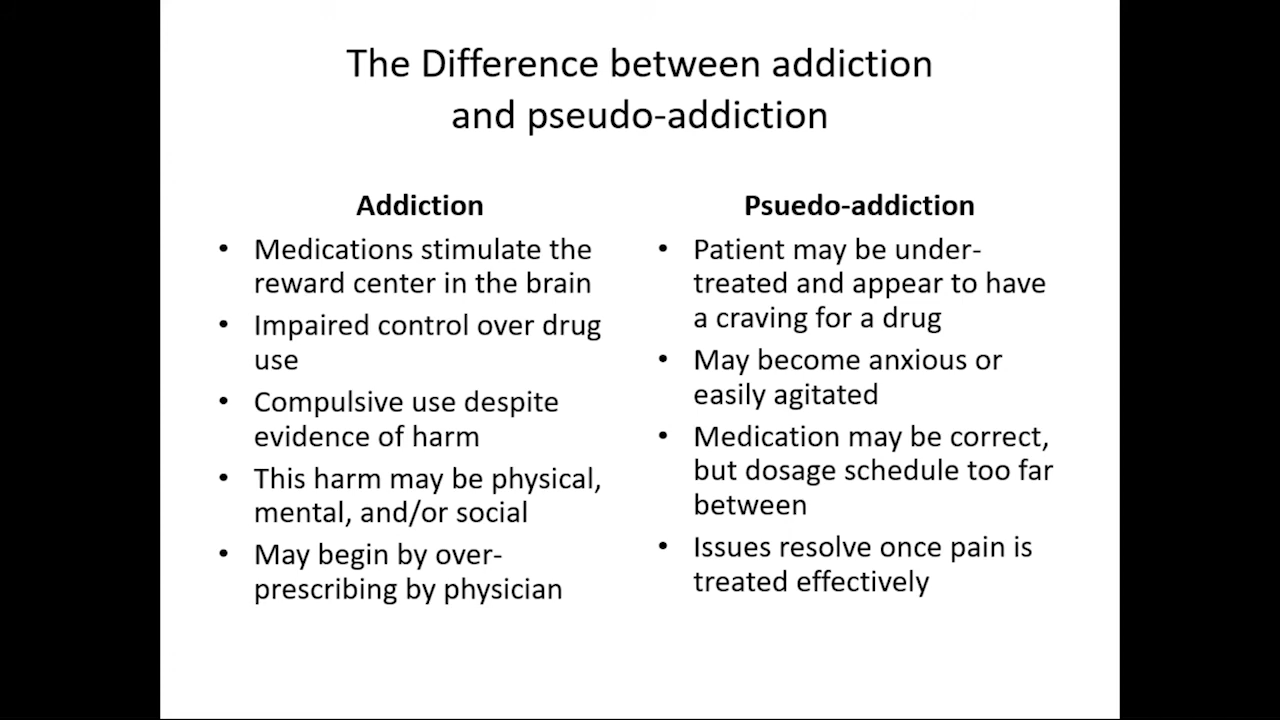 The Difference between addiction
and pseudo-addiction
Addiction
• Medications stimulate the
reward center in the brain
• Impaired control over drug
use
• Compulsive use despite
evidence of harm
• This harm may be physical,
mental, and/or social
• May begin by over-
prescribing by physician
Psuedo-addiction
• Patient may be under-
treated and appear to have
a craving for a drug
• May become anxious or
easily agitated
• Medication may be correct,
but dosage schedule too far
between
• Issues resolve once pain is
treated effectively